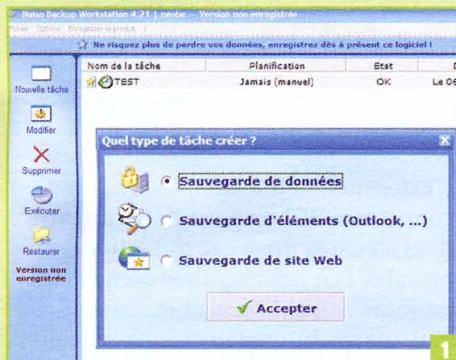 Natu Backup Workstation 4.21 | neobe - Version non enregistrée
Options
Ne risquez plus de perdre vos données, enregistrez dès à présent ce logiciel !
Nom de la tâche Planification Etat
TEST Jamais (manuel) OK Le 06
Nouvelle tâche
Modifier
Supprimer
Exécuter
Restaurer
Version non enregistrée
Quel type de tâche créer ?
Sauvegarde de données
Sauvegarde d'éléments (Outlook, ...)
Sauvegarde de site Web
Accepter
1